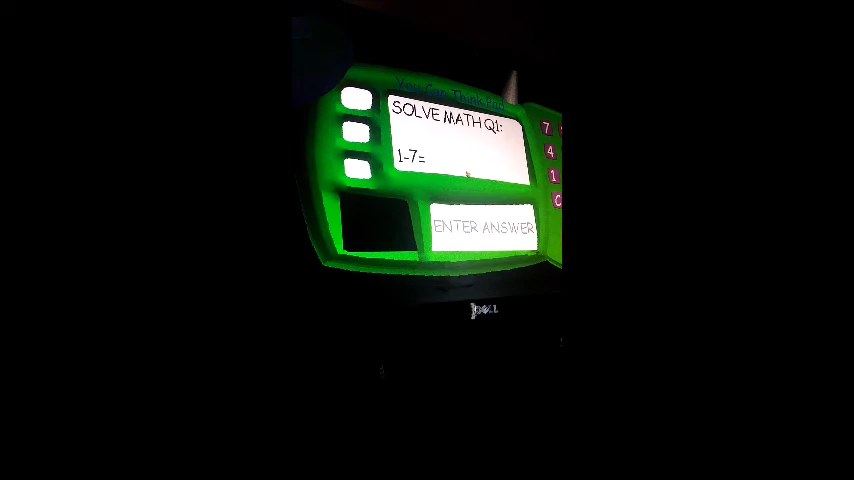 You Can Think Pad
SOLVE MATH Q1:
1-7=
7
4
1
C
ENTER ANSWER
DELL